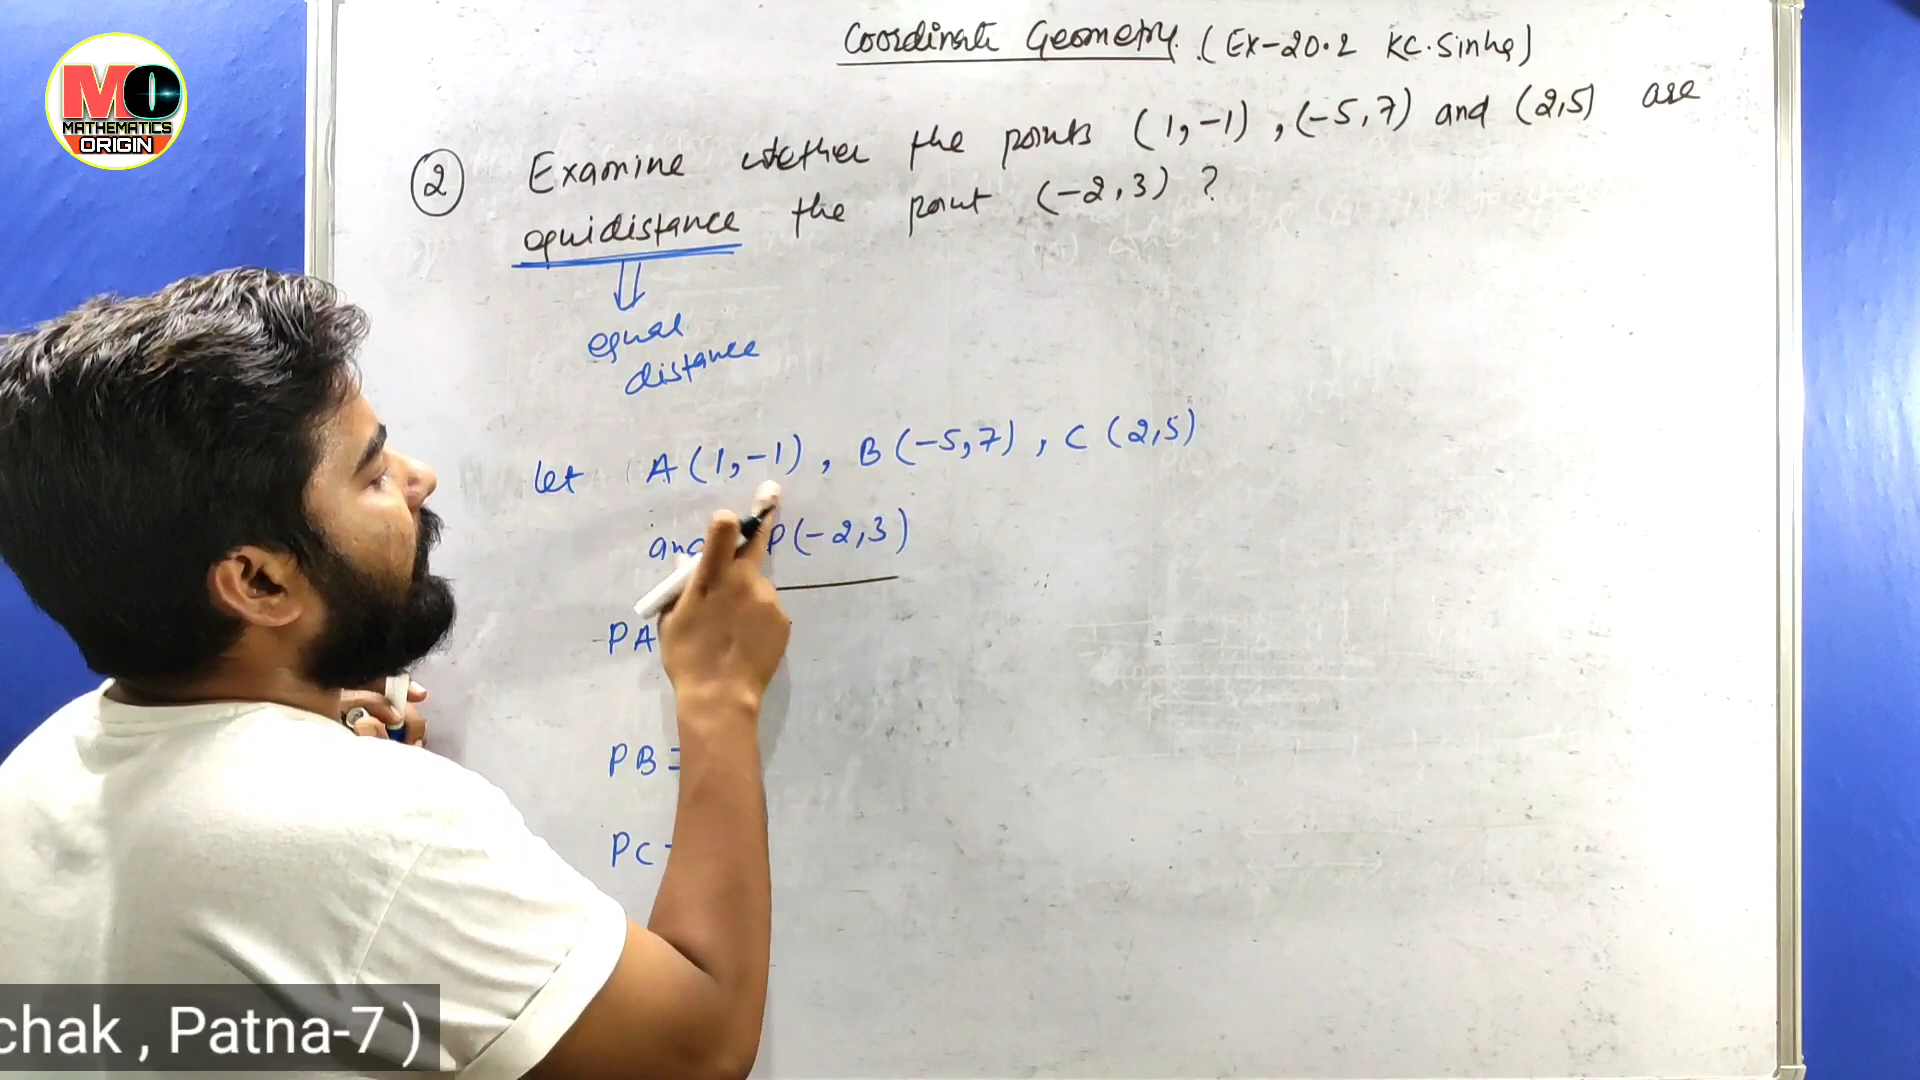 MO
MATHEMATICS
ORIGIN
Coordinate Geometry. (Ex-20.2 KC.Sinha)
② Examine whether the points (1,-1) , (-5,7) and (2,5) are
equidistance the point (-2,3) ?
equal
distance
let A(1,-1) , B(-5,7) , C(2,5)
and P(-2,3)
PA
PB =
PC
chak , Patna-7 )